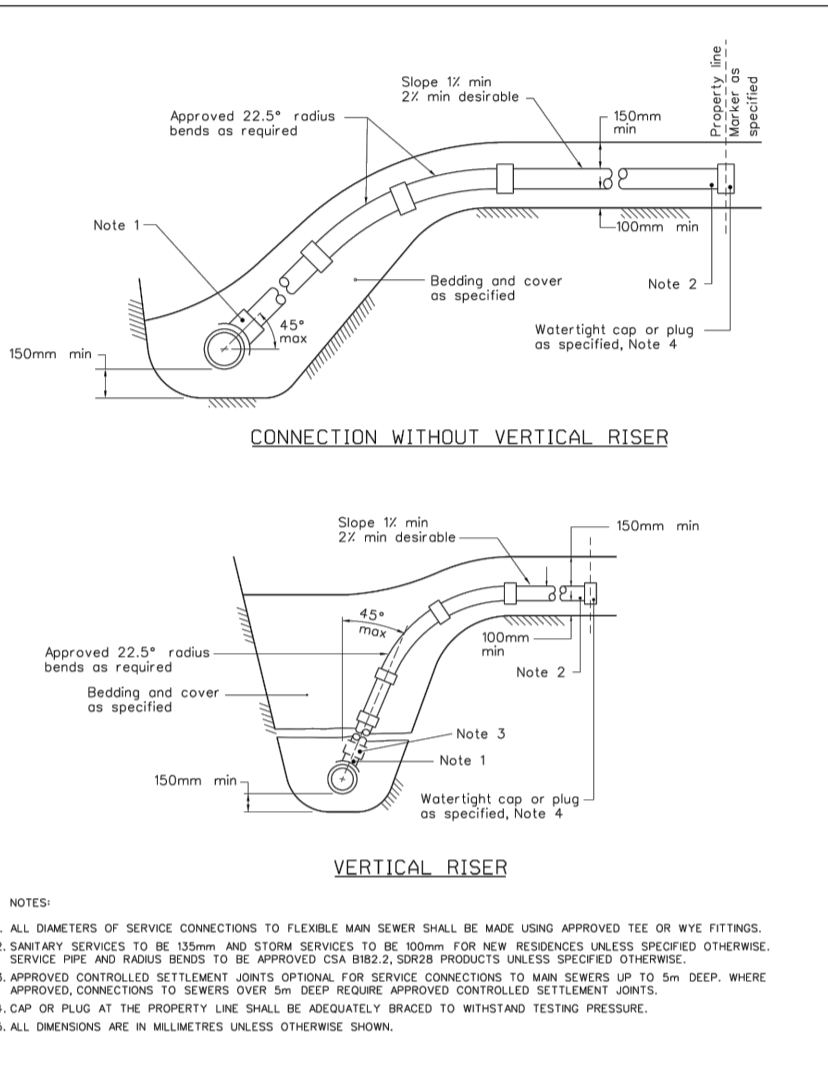 Property line
Marker as
specified
Slope 1% min
2% min desirable
150mm
min
Approved 22.5° radius
bends as required
Note 1
100mm min
Bedding and cover
as specified
Note 2
45°
max
Watertight cap or plug
as specified, Note 4
150mm min
CONNECTION WITHOUT VERTICAL RISER
Slope 1% min
2% min desirable
150mm min
45°
max
100mm
min
Approved 22.5° radius
bends as required
Note 2
Bedding and cover
as specified
Note 3
Note 1
150mm min
Watertight cap or plug
as specified, Note 4
VERTICAL RISER
NOTES:
. ALL DIAMETERS OF SERVICE CONNECTIONS TO FLEXIBLE MAIN SEWER SHALL BE MADE USING APPROVED TEE OR WYE FITTINGS.
2. SANITARY SERVICES TO BE 135mm AND STORM SERVICES TO BE 100mm FOR NEW RESIDENCES UNLESS SPECIFIED OTHERWISE.
SERVICE PIPE AND RADIUS BENDS TO BE APPROVED CSA B182.2, SDR28 PRODUCTS UNLESS SPECIFIED OTHERWISE.
3. APPROVED CONTROLLED SETTLEMENT JOINTS OPTIONAL FOR SERVICE CONNECTIONS TO MAIN SEWERS UP TO 5m DEEP. WHERE
APPROVED, CONNECTIONS TO SEWERS OVER 5m DEEP REQUIRE APPROVED CONTROLLED SETTLEMENT JOINTS.
4. CAP OR PLUG AT THE PROPERTY LINE SHALL BE ADEQUATELY BRACED TO WITHSTAND TESTING PRESSURE.
5. ALL DIMENSIONS ARE IN MILLIMETRES UNLESS OTHERWISE SHOWN.